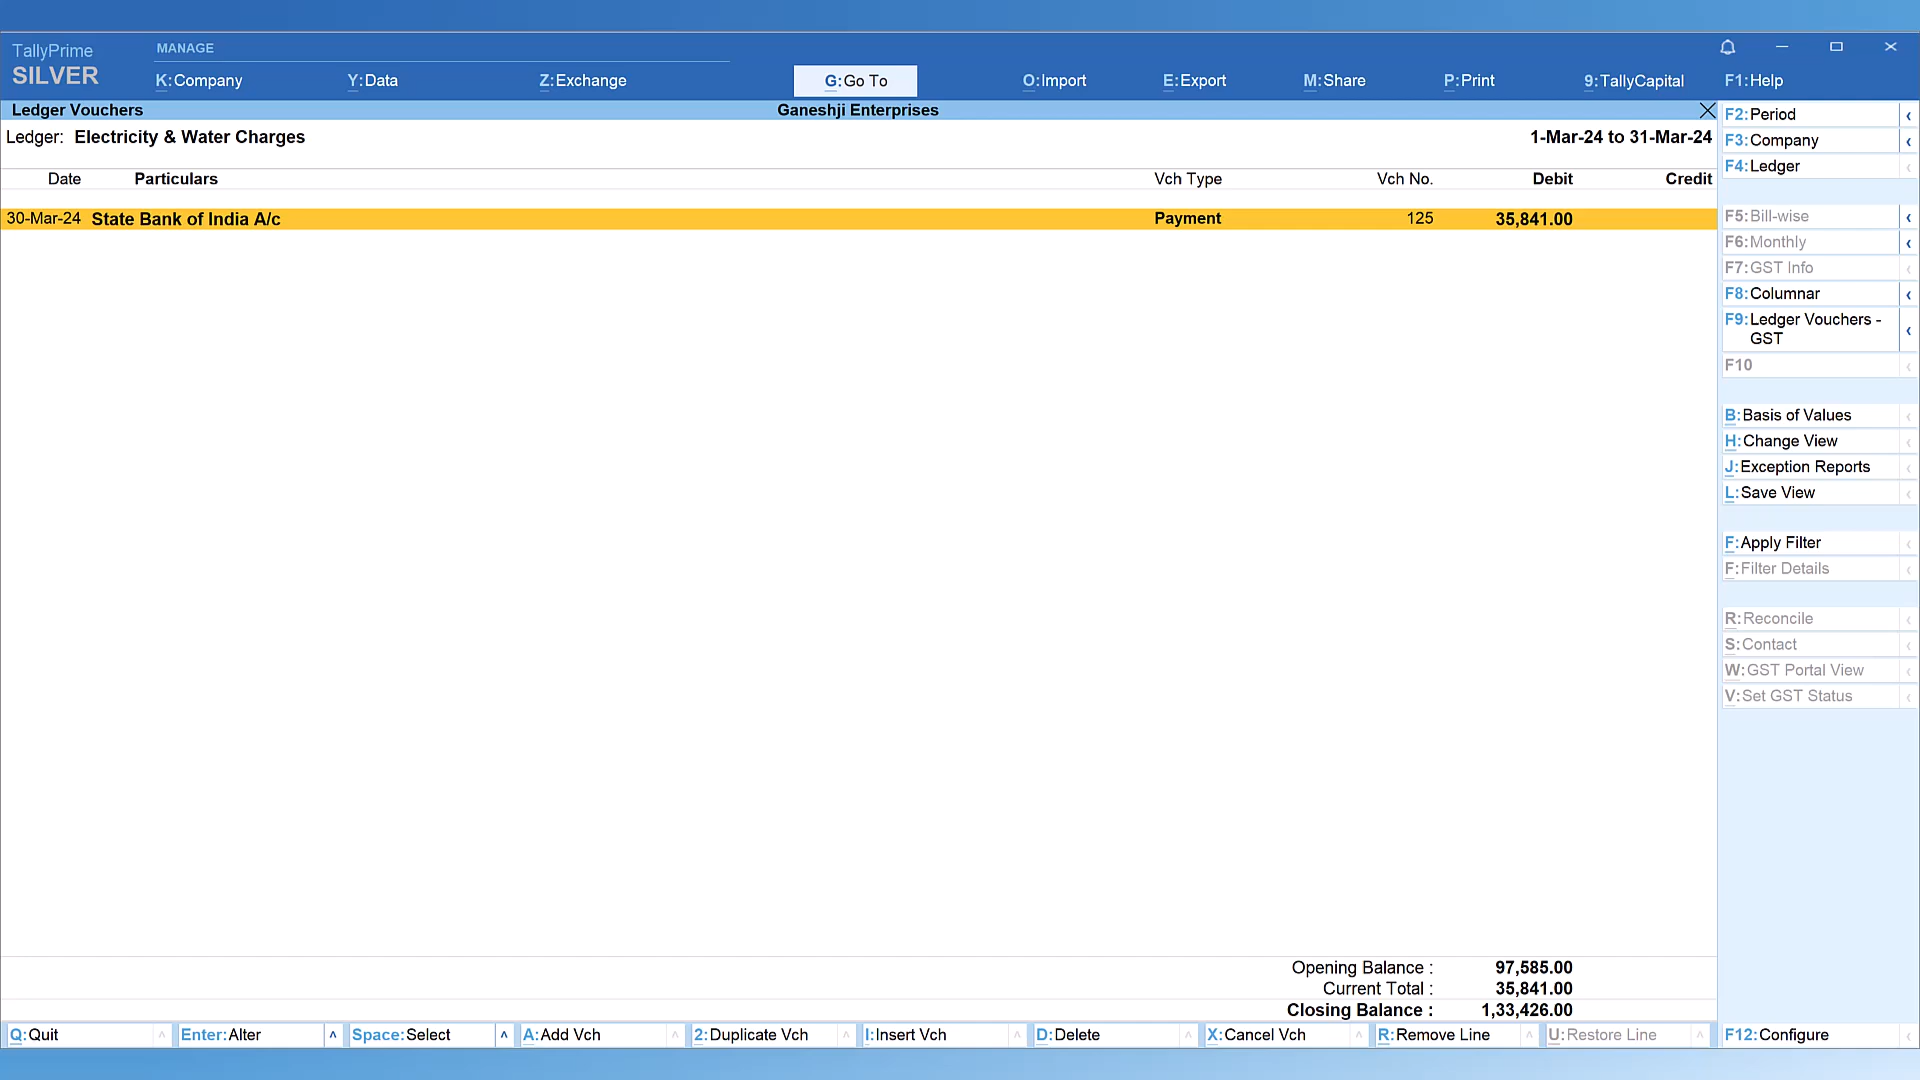 TallyPrime
SILVER
MANAGE
K:Company
Y:Data
Z:Exchange
G:Go To
O:Import
E:Export
M:Share
P:Print
9:TallyCapital
F1:Help
Ledger Vouchers
Ganeshji Enterprises
Ledger: Electricity & Water Charges
1-Mar-24 to 31-Mar-24
Date Particulars Vch Type Vch No. Debit Credit
30-Mar-24 State Bank of India A/c Payment 125 35,841.00
Opening Balance : 97,585.00
Current Total : 35,841.00
Closing Balance : 1,33,426.00
F2:Period
F3:Company
F4:Ledger
F5:Bill-wise
F6:Monthly
F7:GST Info
F8:Columnar
F9:Ledger Vouchers -
GST
F10
B:Basis of Values
H:Change View
J:Exception Reports
L:Save View
F:Apply Filter
F:Filter Details
R:Reconcile
S:Contact
W:GST Portal View
V:Set GST Status
Q:Quit
Enter:Alter
Space:Select
A:Add Vch
2:Duplicate Vch
I:Insert Vch
D:Delete
X:Cancel Vch
R:Remove Line
U:Restore Line
F12:Configure